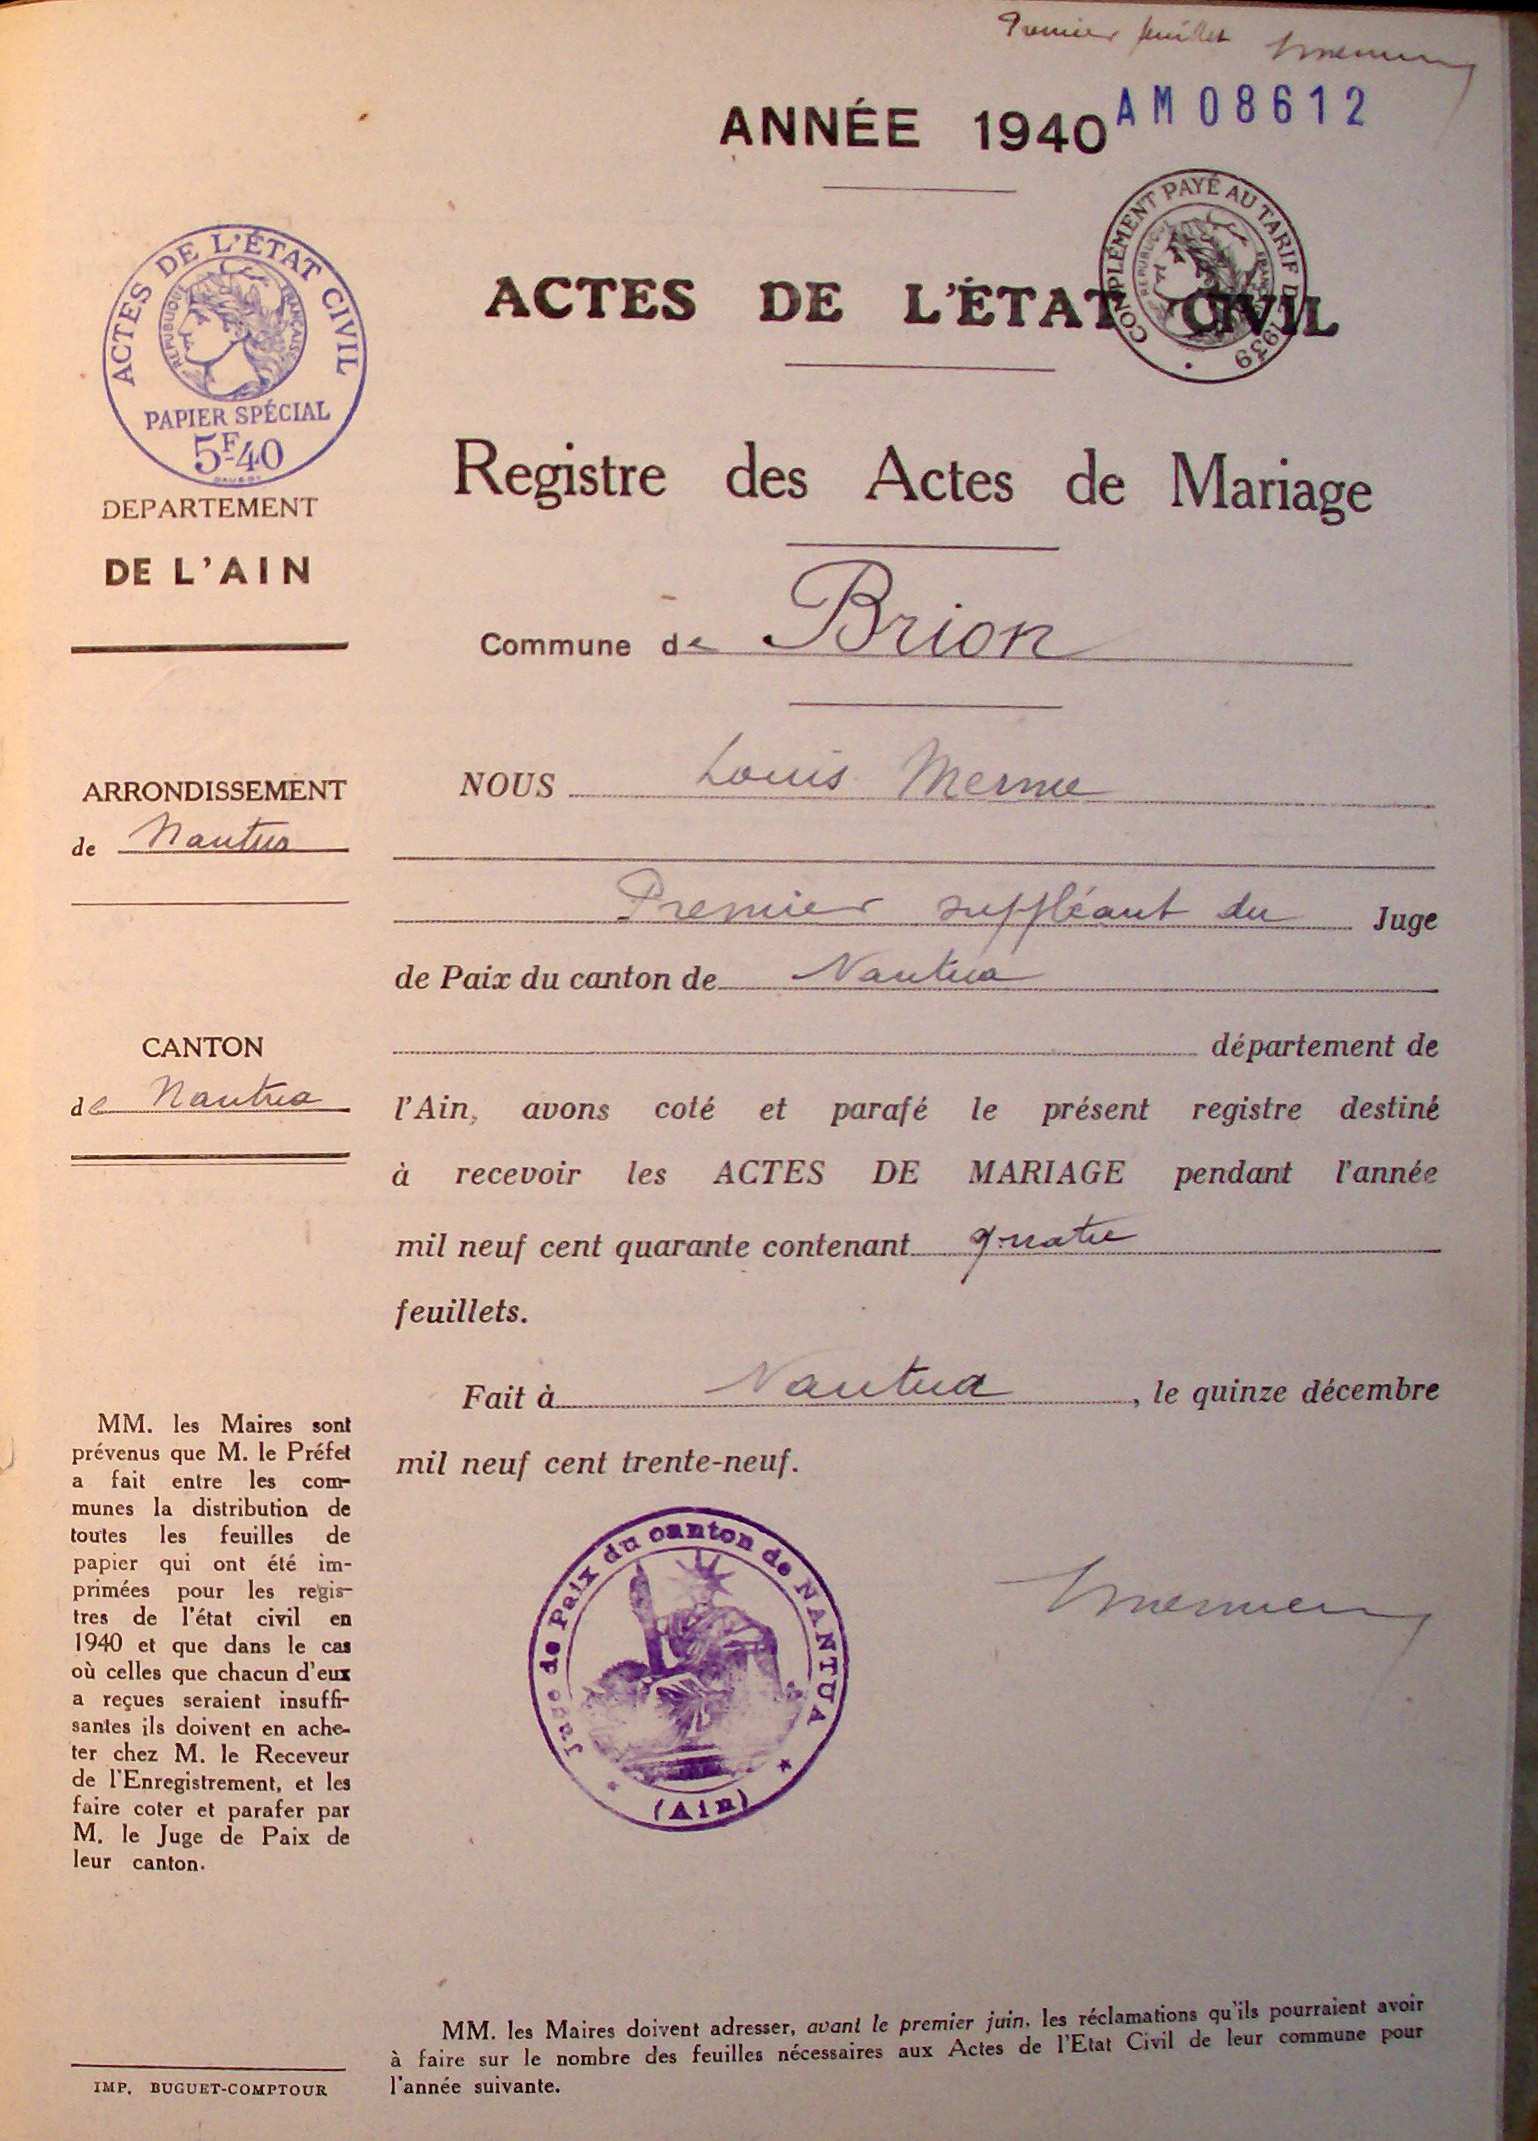 Premier feuillet
ANNÉE 1940
AM08612
COMPLÉMENT PAYÉ AU TARIF DE 1939
RÉPUBLIQUE FRANÇAISE
ACTES DE L'ÉTAT CIVIL
ACTES DE L'ÉTAT CIVIL
RÉPUBLIQUE FRANÇAISE
PAPIER SPÉCIAL
5F40
DEPARTEMENT
DE L'AIN
Registre des Actes de Mariage
Commune de Brion
ARRONDISSEMENT
de Nantua
CANTON
de Nantua
NOUS Louis
Premier suppléant du Juge
de Paix du canton de Nantua
département de
l'Ain, avons coté et parafé le présent registre destiné
à recevoir les ACTES DE MARIAGE pendant l'année
mil neuf cent quarante contenant quatre
feuillets.
Fait à Nantua, le quinze décembre
mil neuf cent trente-neuf.
Juge de Paix du canton de NANTUA
(Ain)
MM. les Maires sont
prévenus que M. le Préfet
a fait entre les com-
munes la distribution de
toutes les feuilles de
papier qui ont été im-
primées pour les regis-
tres de l'état civil en
1940 et que dans le cas
où celles que chacun d'eux
a reçues seraient insuffi-
santes ils doivent en ache-
ter chez M. le Receveur
de l'Enregistrement, et les
faire coter et parafer par
M. le Juge de Paix de
leur canton.
IMP. BUGUET-COMPTOUR
MM. les Maires doivent adresser, avant le premier juin, les réclamations qu'ils pourraient avoir
à faire sur le nombre des feuilles nécessaires aux Actes de l'Etat Civil de leur commune pour
l'année suivante.